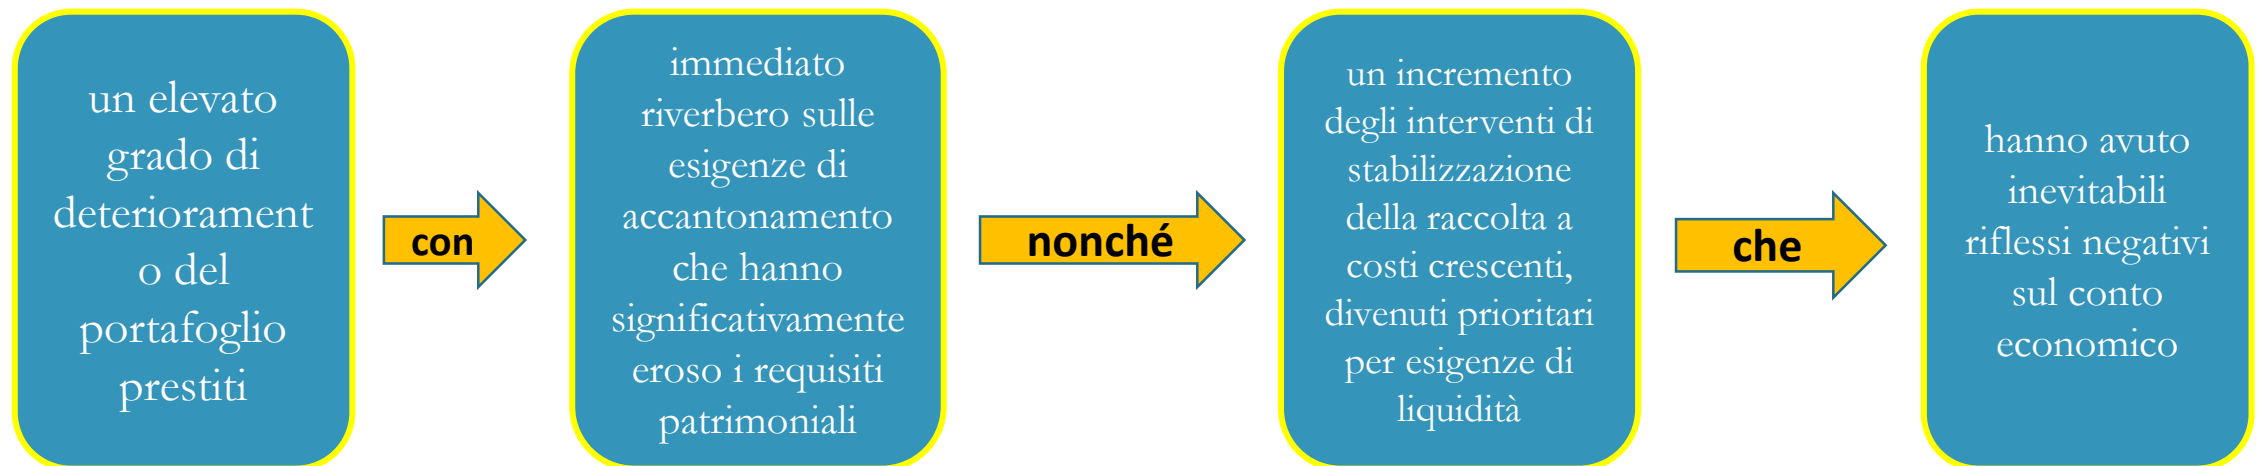 un elevato
grado di
deteriorament
o del
portafoglio
prestiti
con
immediato
riverbero sulle
esigenze di
accantonamento
che hanno
significativamente
eroso i requisiti
patrimoniali
nonché
un incremento
degli interventi di
stabilizzazione
della raccolta a
costi crescenti,
divenuti prioritari
per esigenze di
liquidità
che
hanno avuto
inevitabili
riflessi negativi
sul conto
economico